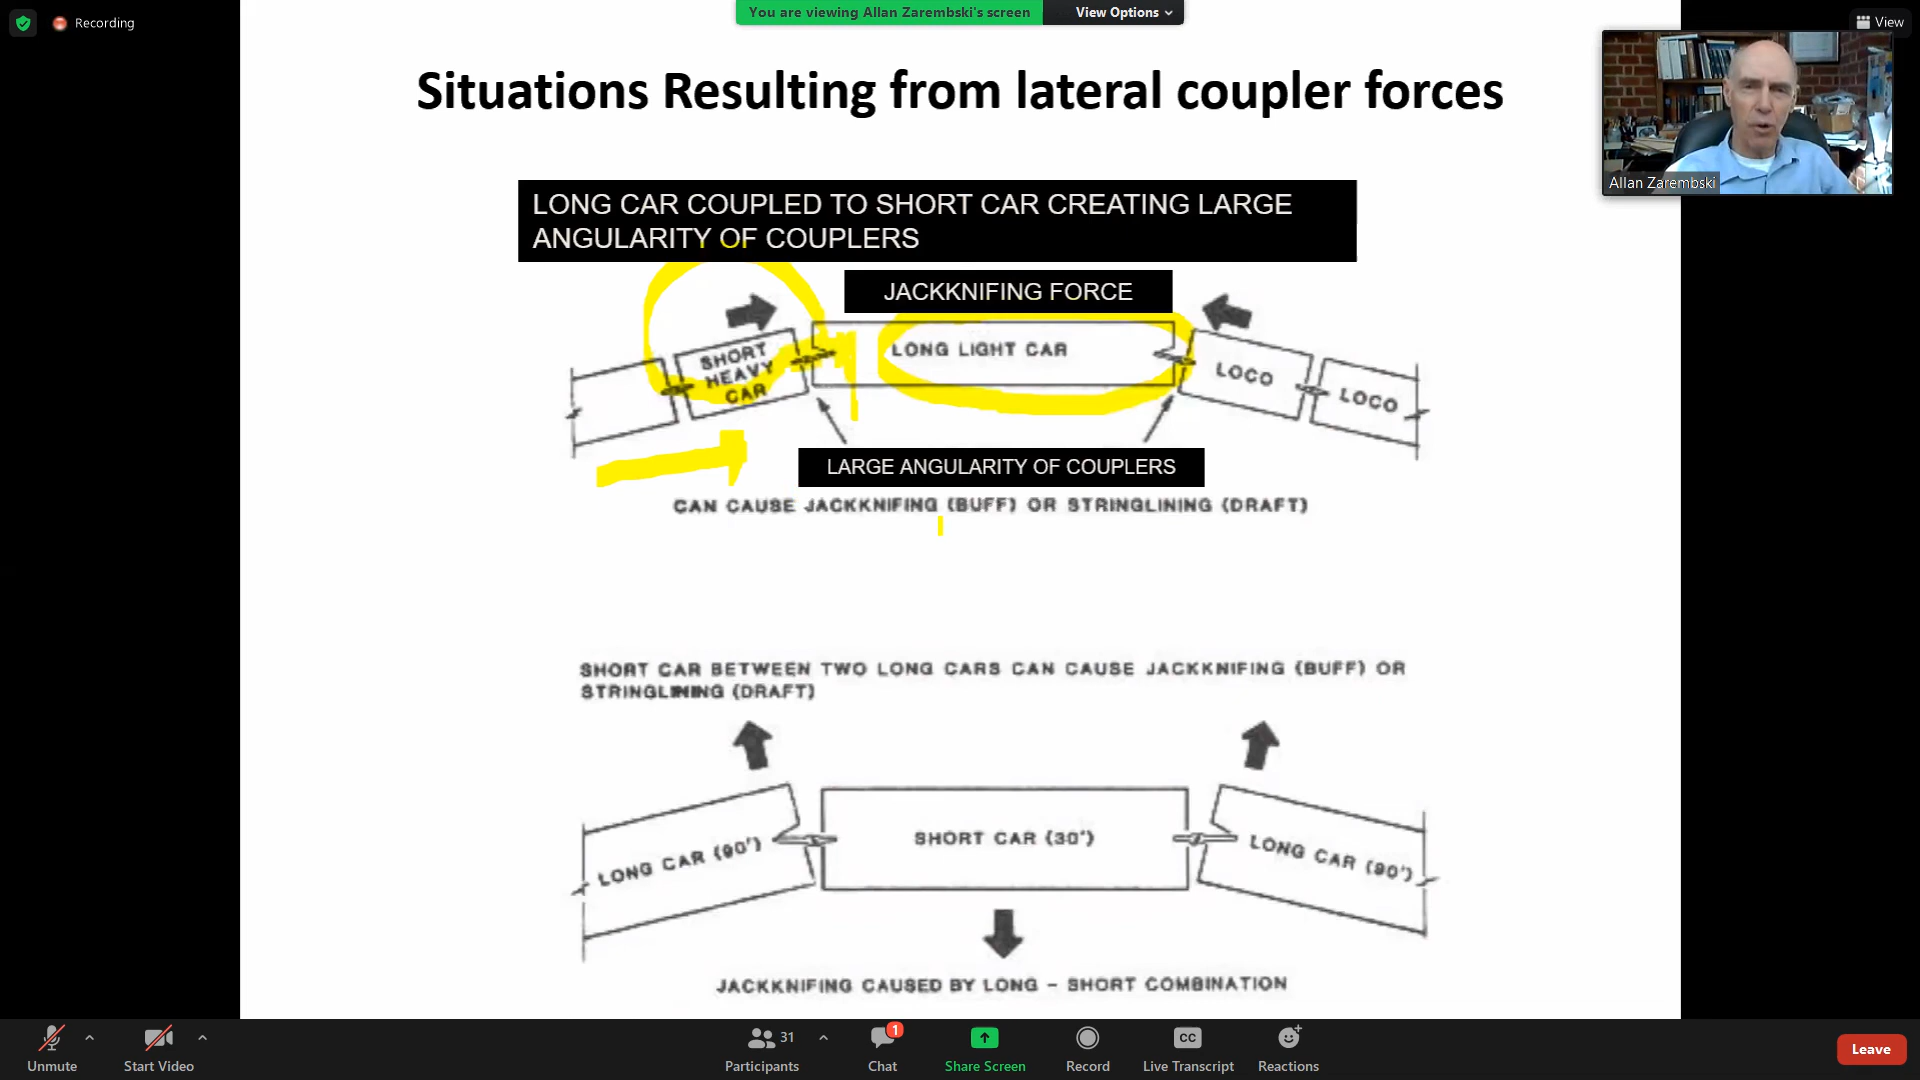 Recording
You are viewing Allan Zarembski's screen
View Options
View
Situations Resulting from lateral coupler forces
Allan Zarembski
LONG CAR COUPLED TO SHORT CAR CREATING LARGE
ANGULARITY OF COUPLERS
JACKKNIFING FORCE
SHORT
HEAVY
CAR
LONG LIGHT CAR
LOCO
LOCO
LARGE ANGULARITY OF COUPLERS
CAN CAUSE JACKKNIFING (BUFF) OR STRINGLINING (DRAFT)
SHORT CAR BETWEEN TWO LONG CARS CAN CAUSE JACKKNIFING (BUFF) OR
STRINGLINING (DRAFT)
LONG CAR (90')
SHORT CAR (30')
LONG CAR (90')
JACKKNIFING CAUSED BY LONG - SHORT COMBINATION
Unmute
Start Video
31
Participants
1
Chat
Share Screen
Record
CC
Live Transcript
Reactions
Leave